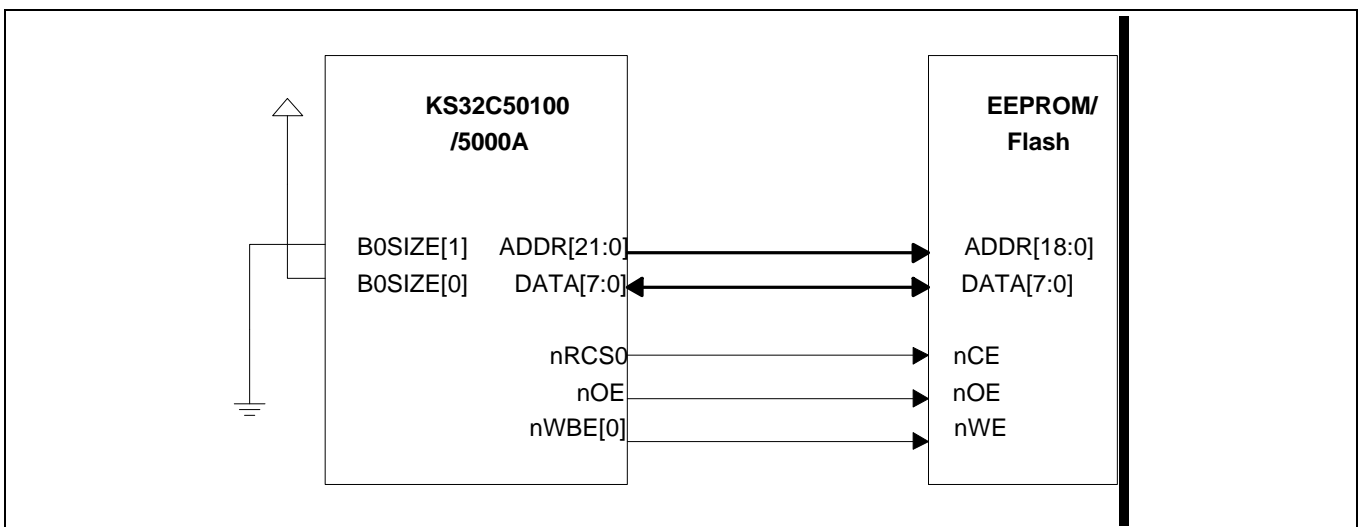 KS32C50100
/5000A
EEPROM/
Flash
B0SIZE[1] ADDR[21:0]
B0SIZE[0] DATA[7:0]
nRCS0
nOE
nWBE[0]
ADDR[18:0]
DATA[7:0]
nCE
nOE
nWE